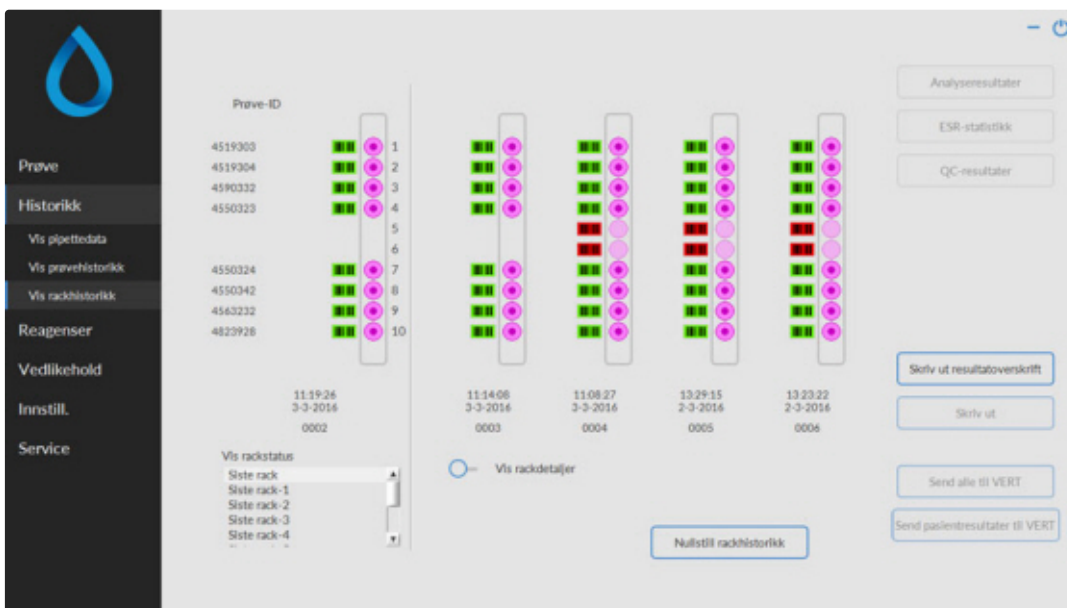 Prøve
Historikk
Vis pipettedata
Vis prøvehistorikk
Vis rackhistorikk
Reagenser
Vedlikehold
Innstill.
Service
Prøve-ID
4519303 1
4519304 2
4590332 3
4550323 4
5
6
4550324 7
4550342 8
4563232 9
4823928 10
11:19:26 11:14:08 11:08:27 13:29:15 13:23:22
3-3-2016 3-3-2016 3-3-2016 2-3-2016 2-3-2016
0002 0003 0004 0005 0006
Vis rackstatus
Siste rack
Siste rack-1
Siste rack-2
Siste rack-3
Siste rack-4
Vis rackdetaljer
Nullstill rackhistorikk
Analyseresultater
ESR-statistikk
QC-resultater
Skriv ut resultatoverskrift
Skriv ut
Send alle til VERT
Send pasientresultater til VERT